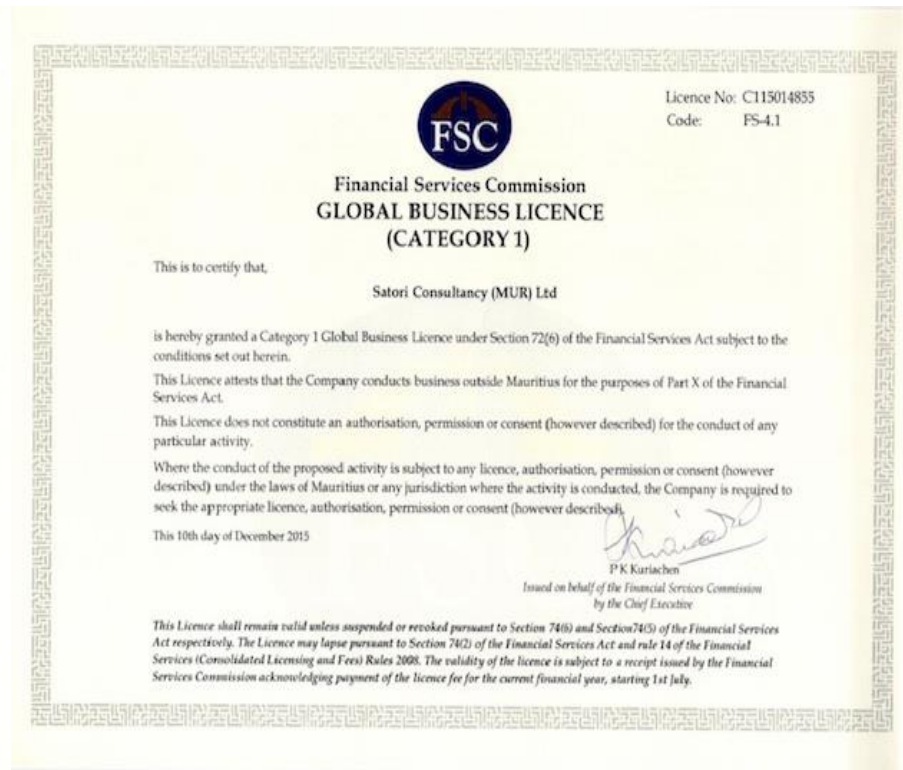 Licence No: C115014855
Code: FS-4.1
FSC
Financial Services Commission
GLOBAL BUSINESS LICENCE
(CATEGORY 1)
This is to certify that,
Satori Consultancy (MUR) Ltd
is hereby granted a Category 1 Global Business Licence under Section 72(6) of the Financial Services Act subject to the
conditions set out herein.
This Licence attests that the Company conducts business outside Mauritius for the purposes of Part X of the Financial
Services Act.
This Licence does not constitute an authorisation, permission or consent (however described) for the conduct of any
particular activity.
Where the conduct of the proposed activity is subject to any licence, authorisation, permission or consent (however
described) under the laws of Mauritius or any jurisdiction where the activity is conducted, the Company is required to
seek the appropriate licence, authorisation, permission or consent (however described).
This 10th day of December 2015
P K Kuriachen
Issued on behalf of the Financial Services Commission
by the Chief Executive
This Licence shall remain valid unless suspended or revoked pursuant to Section 74(6) and Section74(5) of the Financial Services
Act respectively. The Licence may lapse pursuant to Section 74(2) of the Financial Services Act and rule 14 of the Financial
Services (Consolidated Licensing and Fees) Rules 2008. The validity of the licence is subject to a receipt issued by the Financial
Services Commission acknowledging payment of the licence fee for the current financial year, starting 1st July.